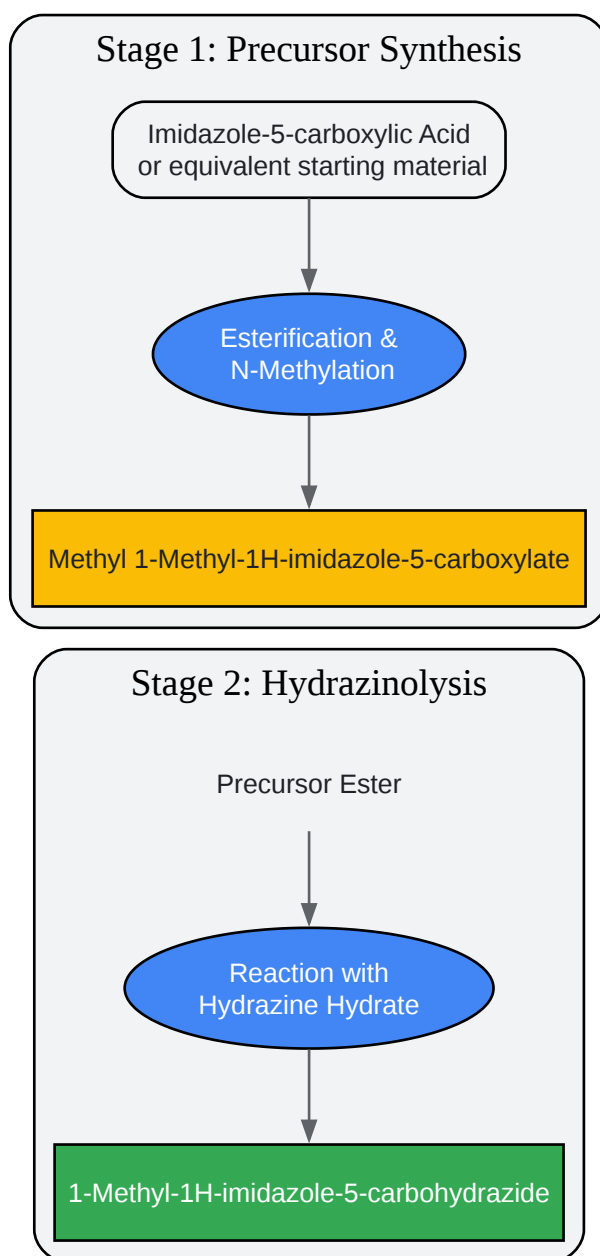 Stage 1: Precursor Synthesis
Imidazole-5-carboxylic Acid
or equivalent starting material
Esterification &
N-Methylation
Methyl 1-Methyl-1H-imidazole-5-carboxylate
Stage 2: Hydrazinolysis
Precursor Ester
Reaction with
Hydrazine Hydrate
1-Methyl-1H-imidazole-5-carbohydrazide